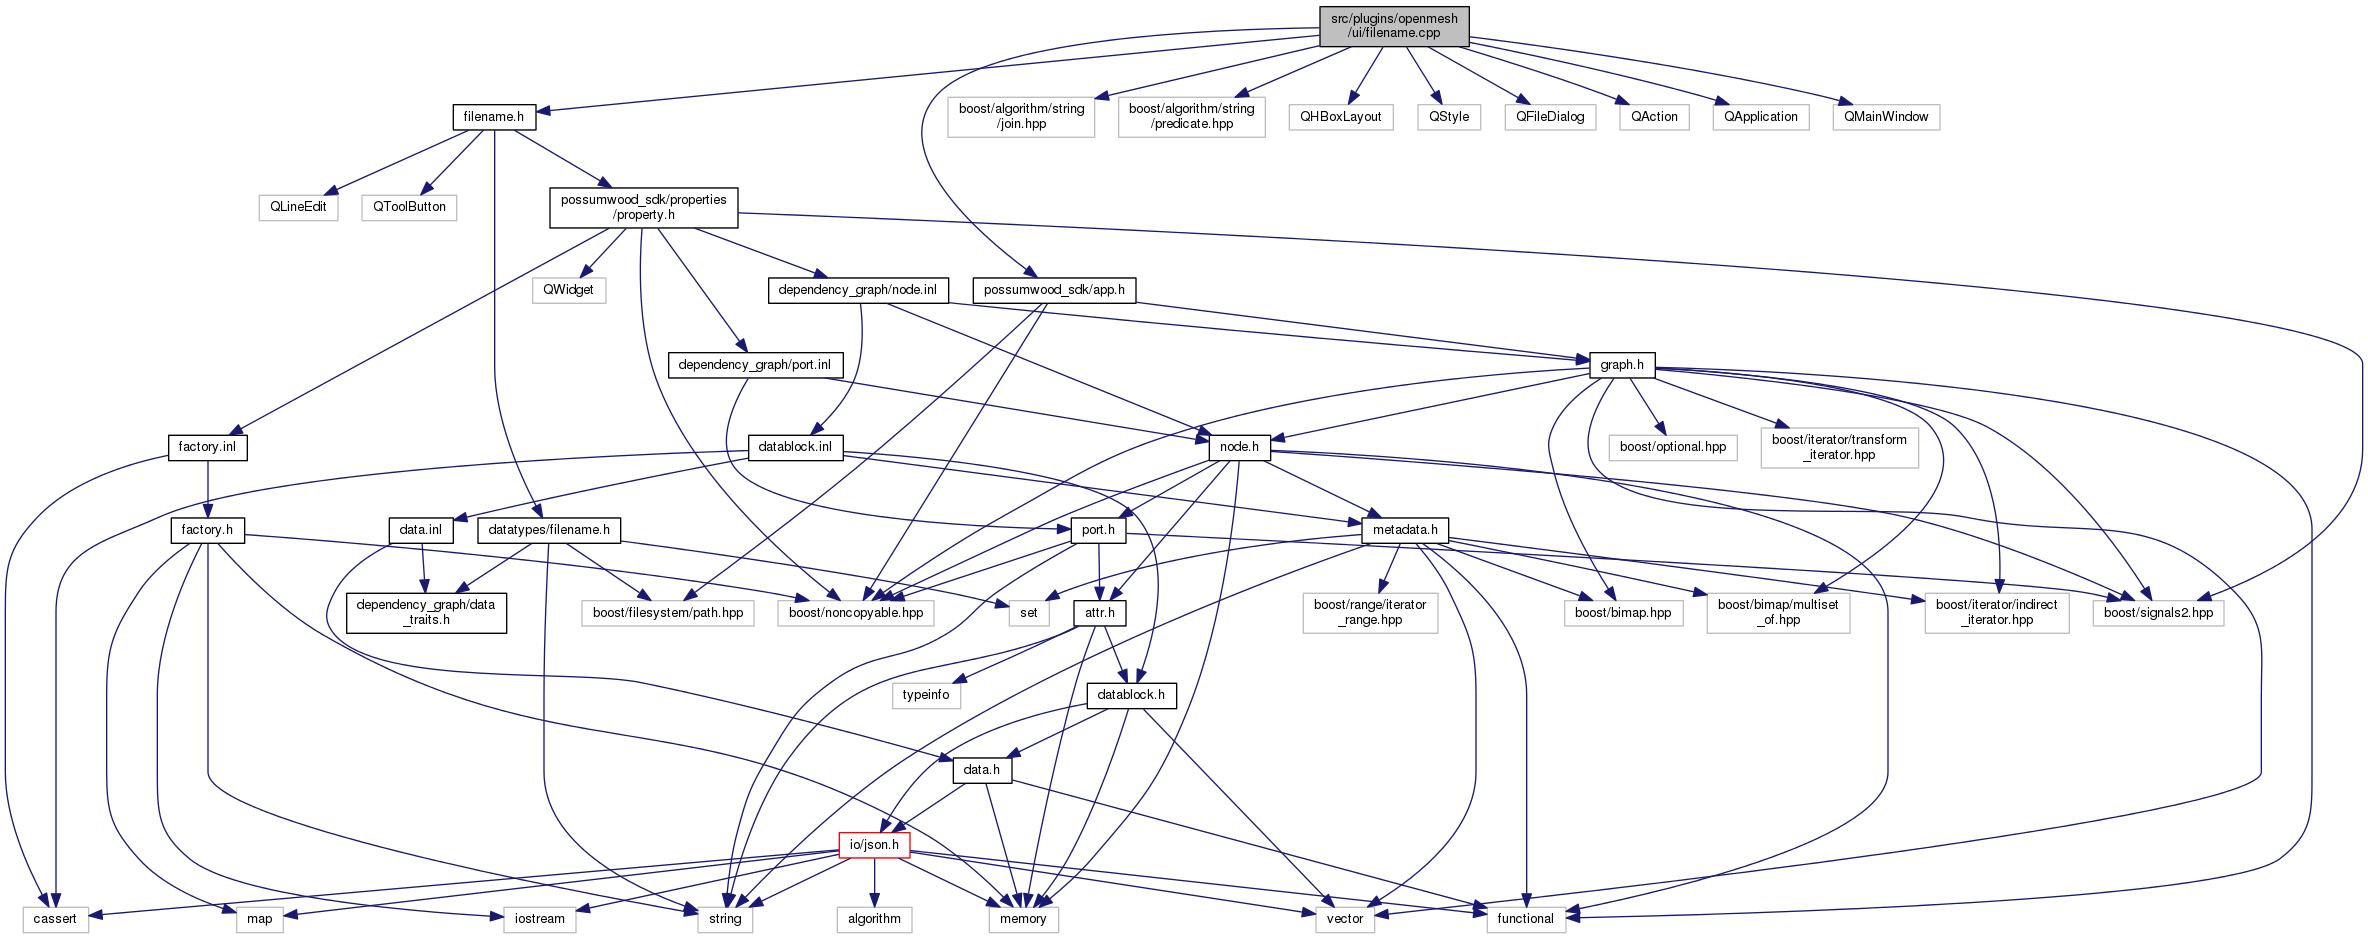 src/plugins/openmesh
/ui/filename.cpp
filename.h
boost/algorithm/string
/join.hpp
boost/algorithm/string
/predicate.hpp
QHBoxLayout
QStyle
QFileDialog
QAction
QApplication
QMainWindow
QLineEdit
QToolButton
possumwood_sdk/properties
/property.h
QWidget
dependency_graph/node.inl
possumwood_sdk/app.h
dependency_graph/port.inl
graph.h
factory.inl
datablock.inl
node.h
boost/optional.hpp
boost/iterator/transform
_iterator.hpp
factory.h
data.inl
datatypes/filename.h
port.h
metadata.h
dependency_graph/data
_traits.h
boost/filesystem/path.hpp
boost/noncopyable.hpp
set
attr.h
boost/range/iterator
_range.hpp
boost/bimap.hpp
boost/bimap/multiset
_of.hpp
boost/iterator/indirect
_iterator.hpp
boost/signals2.hpp
typeinfo
datablock.h
data.h
io/json.h
cassert
map
iostream
string
algorithm
memory
vector
functional